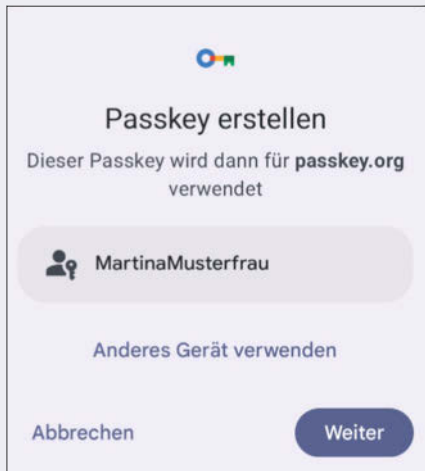 Passkey erstellen
Dieser Passkey wird dann für passkey.org
verwendet
MartinaMusterfrau
Anderes Gerät verwenden
Abbrechen
Weiter